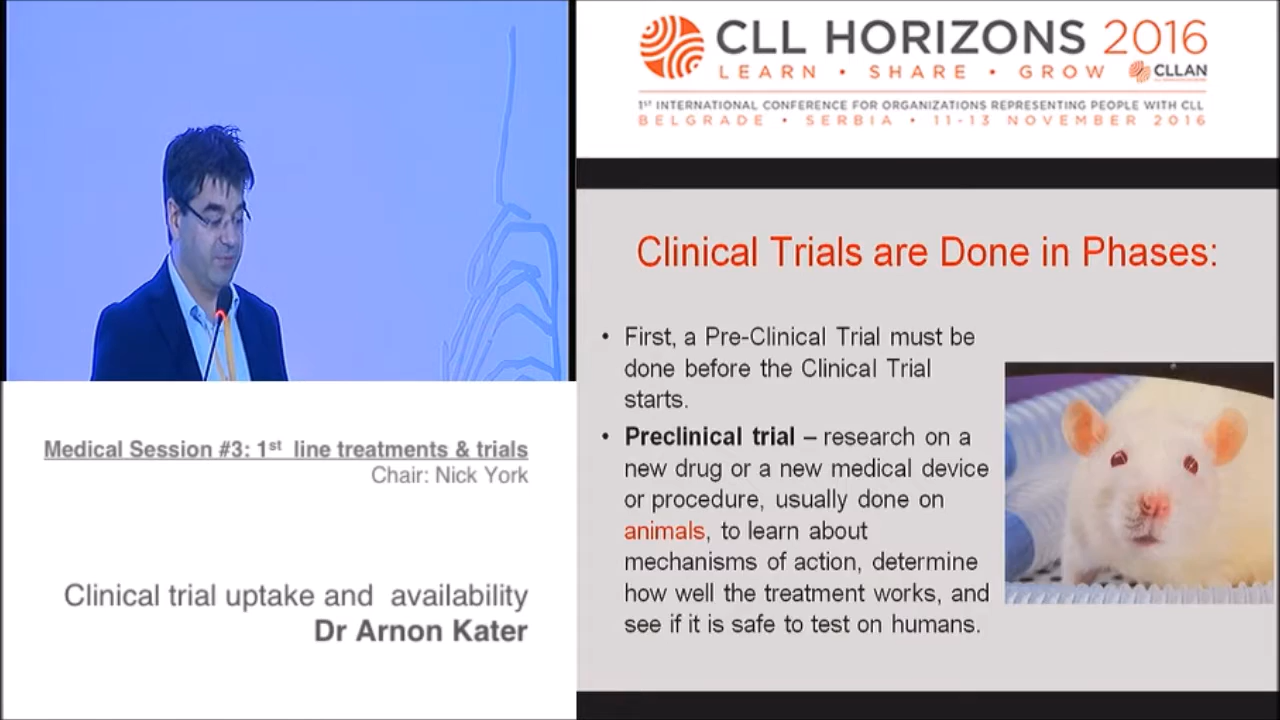 CLL HORIZONS 2016
LEARN • SHARE • GROW
CLLAN
1ST INTERNATIONAL CONFERENCE FOR ORGANIZATIONS REPRESENTING PEOPLE WITH CLL
BELGRADE • SERBIA • 11-13 NOVEMBER 2016
Medical Session #3: 1st line treatments & trials
Chair: Nick York
Clinical trial uptake and availability
Dr Arnon Kater
Clinical Trials are Done in Phases:
• First, a Pre-Clinical Trial must be
done before the Clinical Trial
starts.
• Preclinical trial – research on a
new drug or a new medical device
or procedure, usually done on
animals, to learn about
mechanisms of action, determine
how well the treatment works, and
see if it is safe to test on humans.